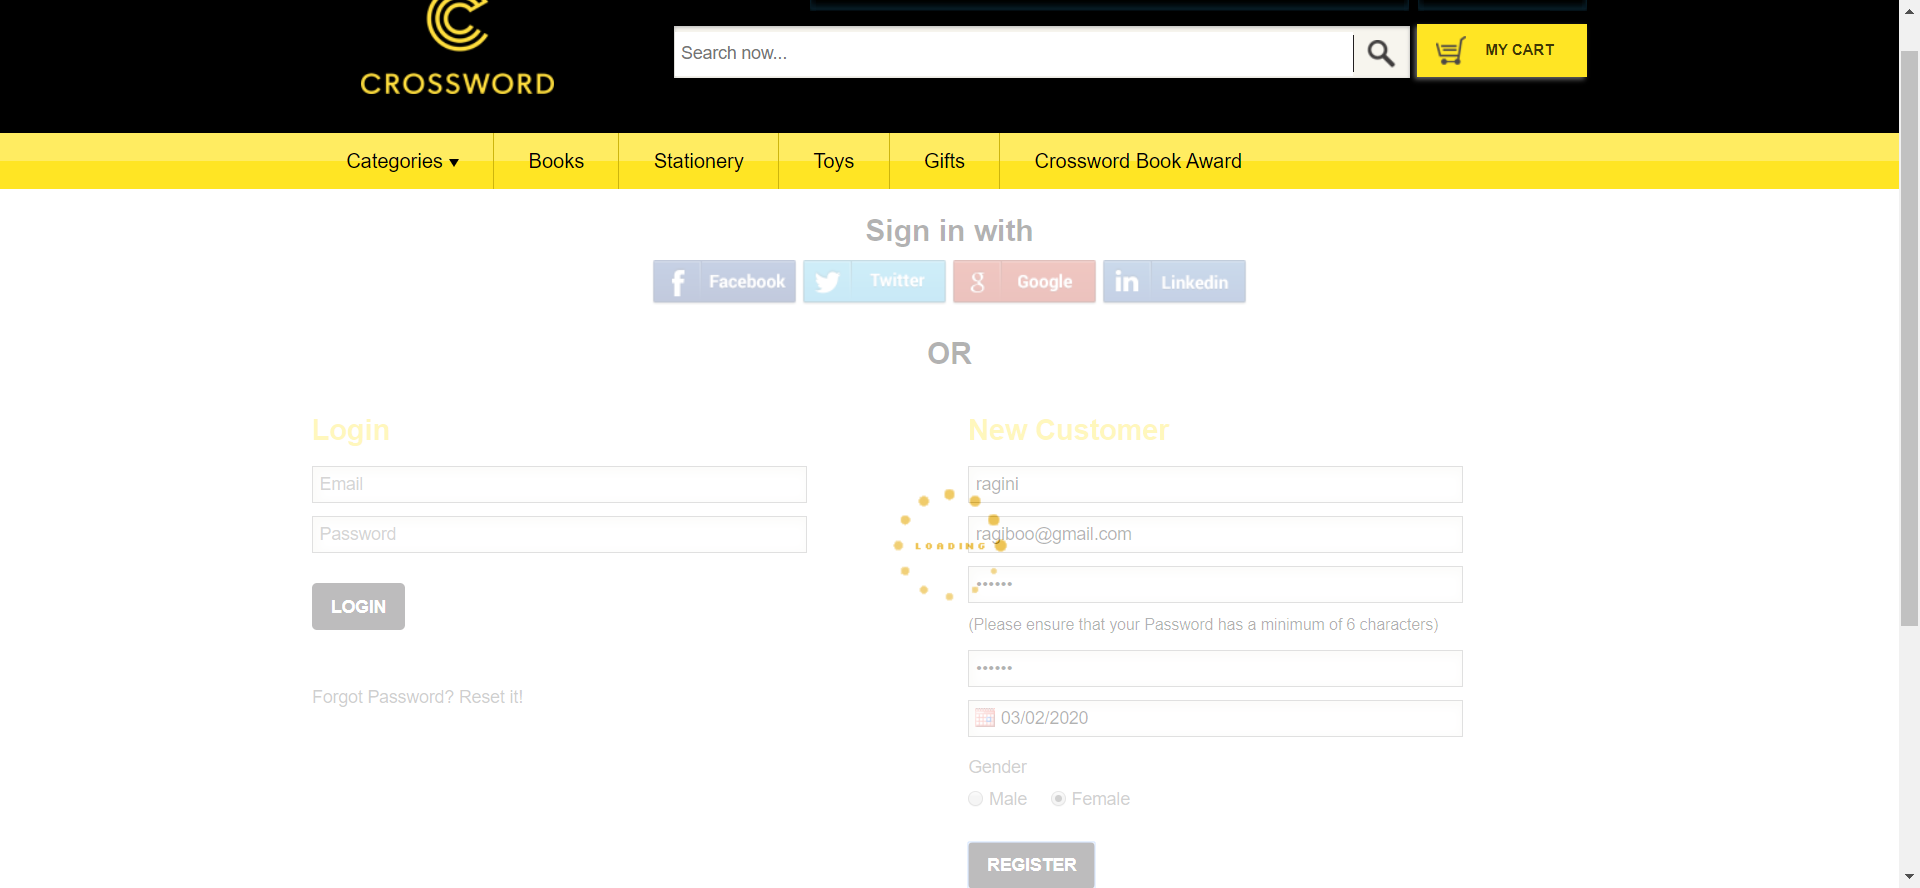 CROSSWORD
Search now...
MY CART
Categories ▼
Books
Stationery
Toys
Gifts
Crossword Book Award
Sign in with
f Facebook
Twitter
g Google
in Linkedin
OR
Login
Email
Password
LOGIN
Forgot Password? Reset it!
New Customer
ragini
ragiboo@gmail.com
LOADING
••••••
(Please ensure that your Password has a minimum of 6 characters)
••••••
03/02/2020
Gender
Male
Female
REGISTER